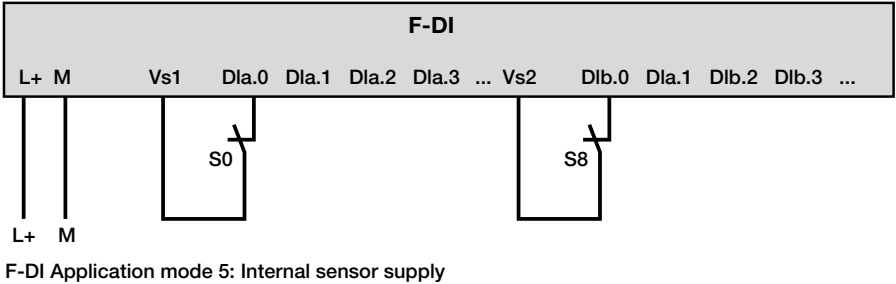 F-DI
L+ M Vs1 DIa.0 DIa.1 DIa.2 DIa.3 ... Vs2 DIb.0 DIa.1 DIb.2 DIb.3 ...
S0 S8
L+ M
F-DI Application mode 5: Internal sensor supply